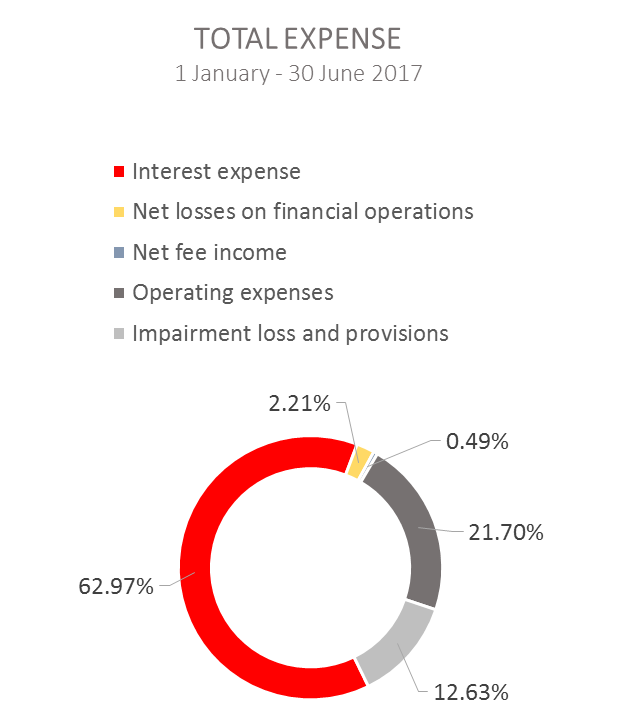 TOTAL EXPENSE
1 January - 30 June 2017
Interest expense
Net losses on financial operations
Net fee income
Operating expenses
Impairment loss and provisions
2.21%
0.49%
21.70%
62.97%
12.63%